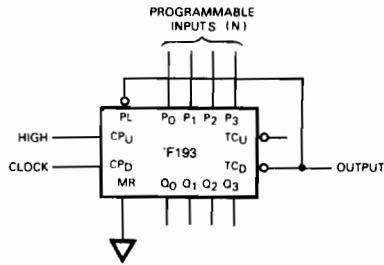 PROGRAMMABLE
INPUTS (N)
PL P0 P1 P2 P3
HIGH CPU TCU
'F193
CLOCK CPD TCD OUTPUT
MR Q0 Q1 Q2 Q3